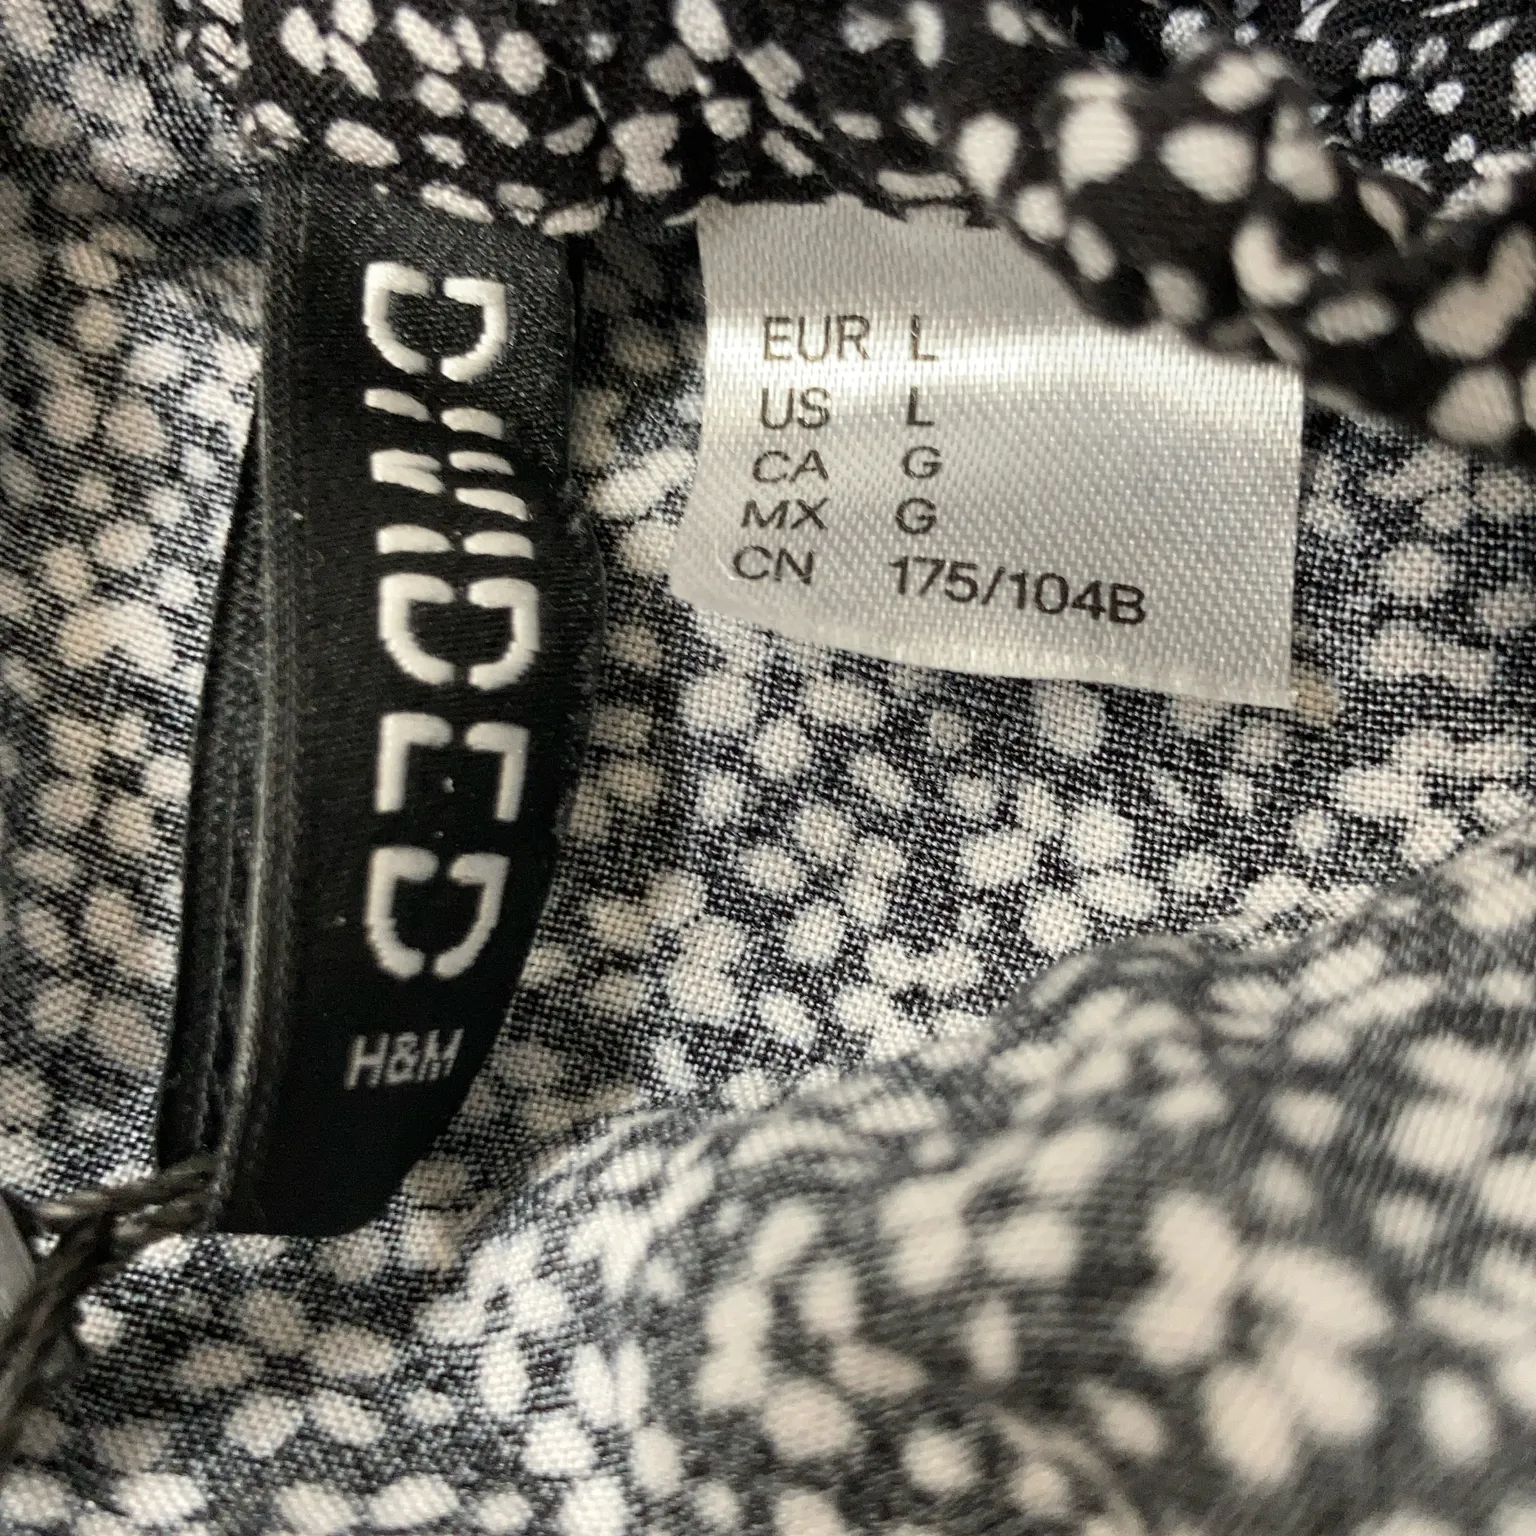 DIVIDED
H&M
EUR L
US L
CA G
MX G
CN 175/104B